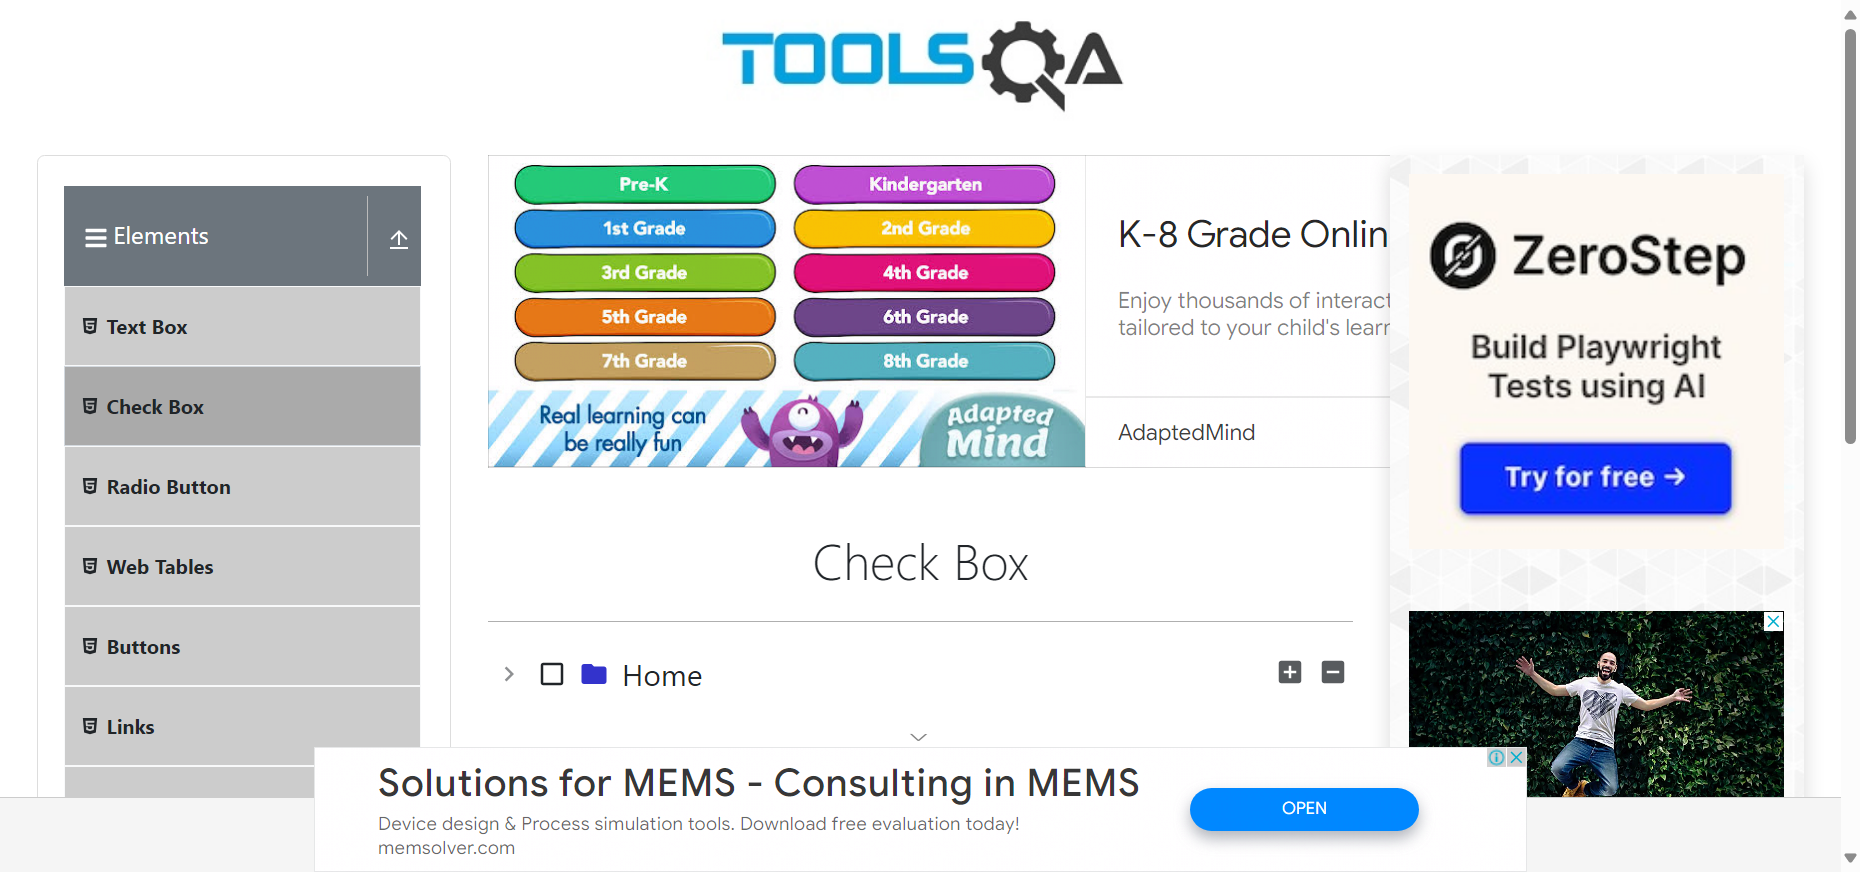 TOOLSQA
Elements
Text Box
Check Box
Radio Button
Web Tables
Buttons
Links
Pre-K
Kindergarten
1st Grade
2nd Grade
3rd Grade
4th Grade
5th Grade
6th Grade
7th Grade
8th Grade
Real learning can
be really fun
Adapted
Mind
K-8 Grade Onlin
Enjoy thousands of interact
tailored to your child's learr
AdaptedMind
ZeroStep
Build Playwright
Tests using AI
Try for free →
Check Box
Home
Solutions for MEMS - Consulting in MEMS
Device design & Process simulation tools. Download free evaluation today!
memsolver.com
OPEN